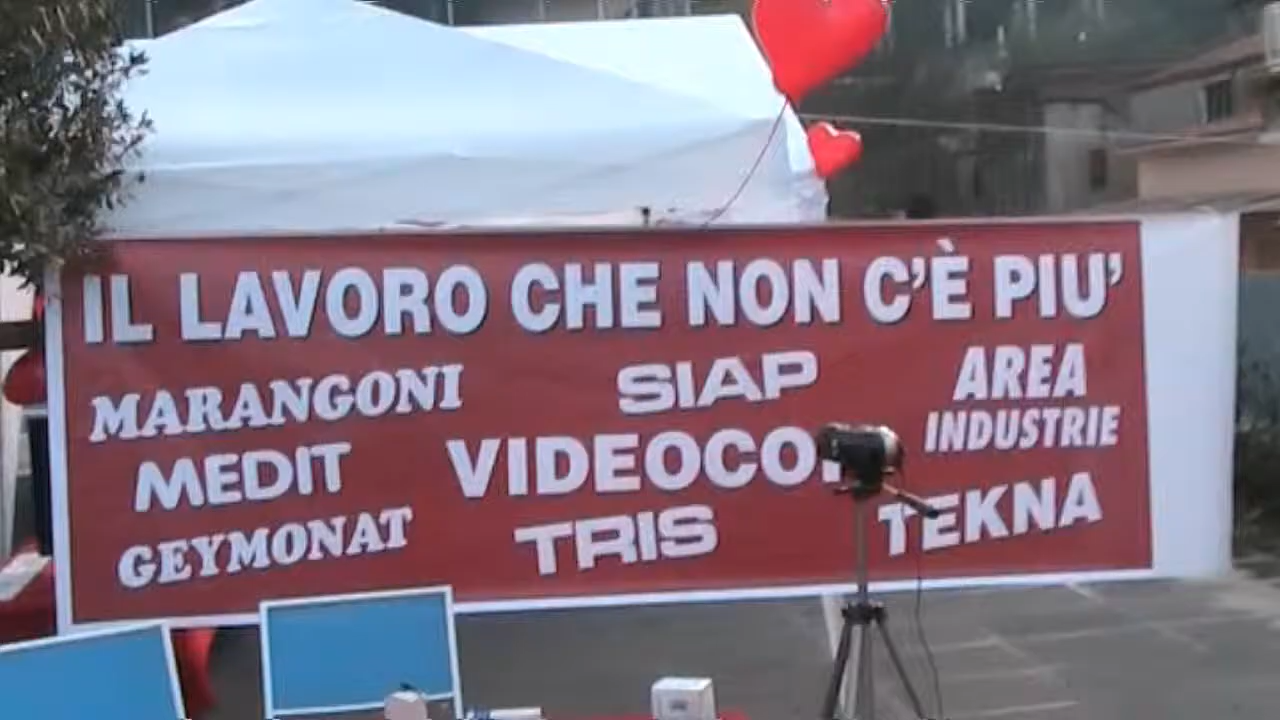 IL LAVORO CHE NON C'È PIU'
MARANGONI SIAP AREA INDUSTRIE
MEDIT
GEYMONAT TRIS TEKNA